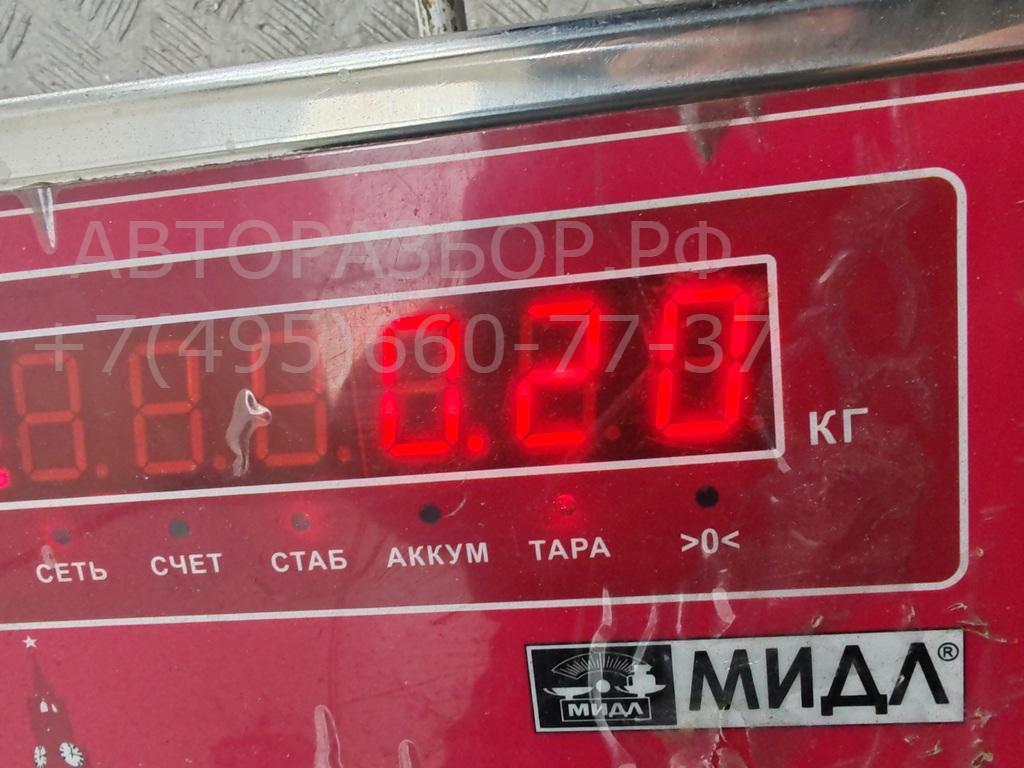 АВТОРАЗБОР.РФ
+7(495)660-77-37
0.20
КГ
СЕТЬ СЧЕТ СТАБ АККУМ ТАРА >0<
МИДЛ МИДЛ®